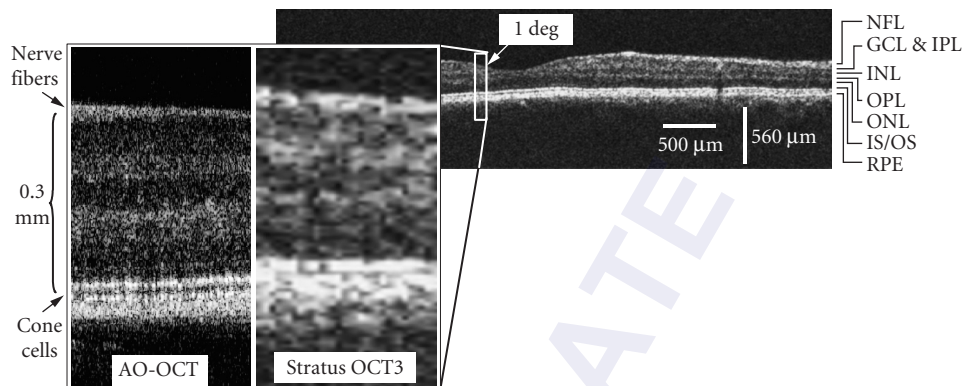 Nerve
fibers
0.3
mm
Cone
cells
AO-OCT
Stratus OCT3
1 deg
500 µm
560 µm
NFL
GCL & IPL
INL
OPL
ONL
IS/OS
RPE
ATE